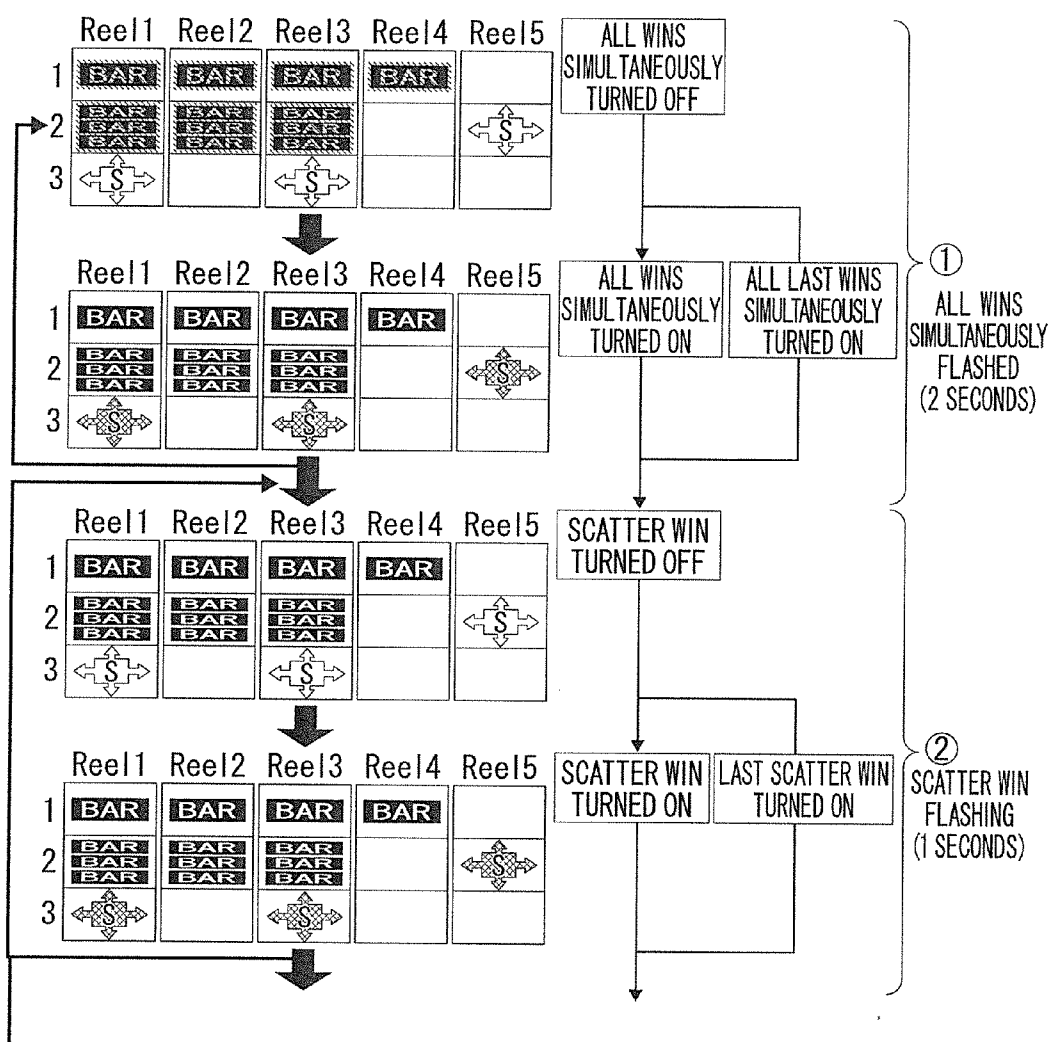 Reel1 Reel2 Reel3 Reel4 Reel5
ALL WINS
SIMULTANEOUSLY
TURNED OFF
1 BAR BAR BAR BAR
2 BAR BAR BAR
BAR BAR BAR
BAR BAR BAR
S
3 S S
Reel1 Reel2 Reel3 Reel4 Reel5
ALL WINS
SIMULTANEOUSLY
TURNED ON
ALL LAST WINS
SIMULTANEOUSLY
TURNED ON
1 BAR BAR BAR BAR
2 BAR BAR BAR
BAR BAR BAR
BAR BAR BAR
S
3 S S
①
ALL WINS
SIMULTANEOUSLY
FLASHED
(2 SECONDS)
Reel1 Reel2 Reel3 Reel4 Reel5
SCATTER WIN
TURNED OFF
1 BAR BAR BAR BAR
2 BAR BAR BAR
BAR BAR BAR
BAR BAR BAR
S
3 S S
Reel1 Reel2 Reel3 Reel4 Reel5
SCATTER WIN
TURNED ON
LAST SCATTER WIN
TURNED ON
1 BAR BAR BAR BAR
2 BAR BAR BAR
BAR BAR BAR
BAR BAR BAR
S
3 S S
②
SCATTER WIN
FLASHING
(1 SECONDS)